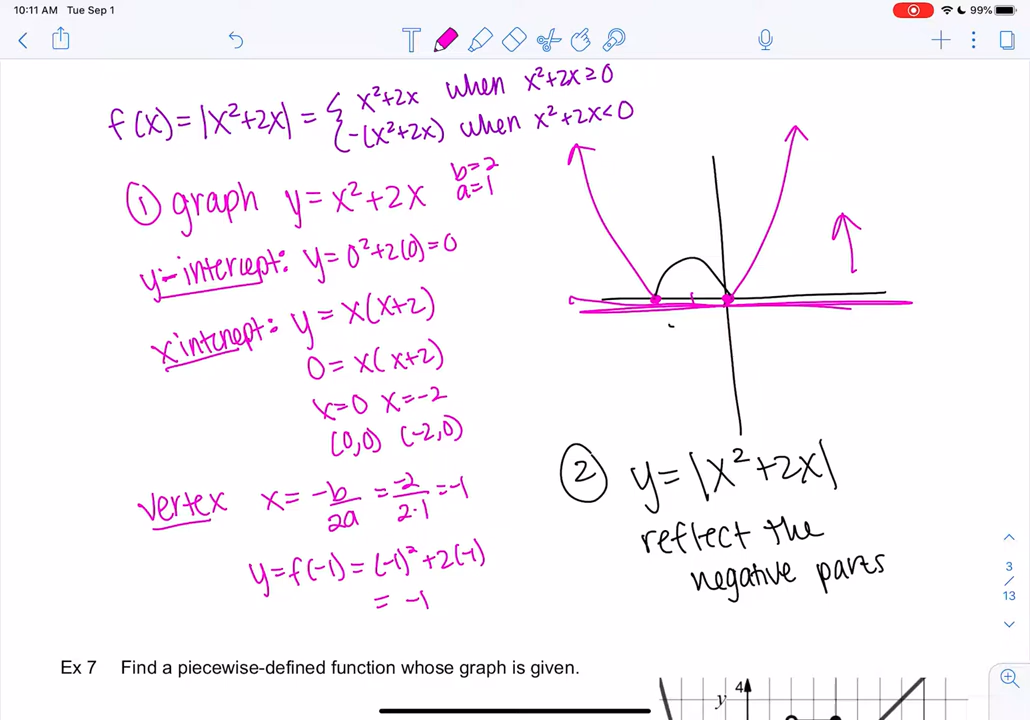 10:11 AM Tue Sep 1
99%
f(x) = |x²+2x| = { x²+2x when x²+2x ≥ 0
-(x²+2x) when x²+2x < 0
① graph y = x²+2x
b=2
a=1
y-intercept: y = 0²+2(0) = 0
x intercept: y = x(x+2)
0 = x(x+2)
x=0 x=-2
(0,0) (-2,0)
vertex x = -b/2a = -2/2·1 = -1
y = f(-1) = (-1)² + 2(-1)
= -1
② y = |x²+2x|
reflect the
negative parts
3
/
13
Ex 7 Find a piecewise-defined function whose graph is given.
y 4